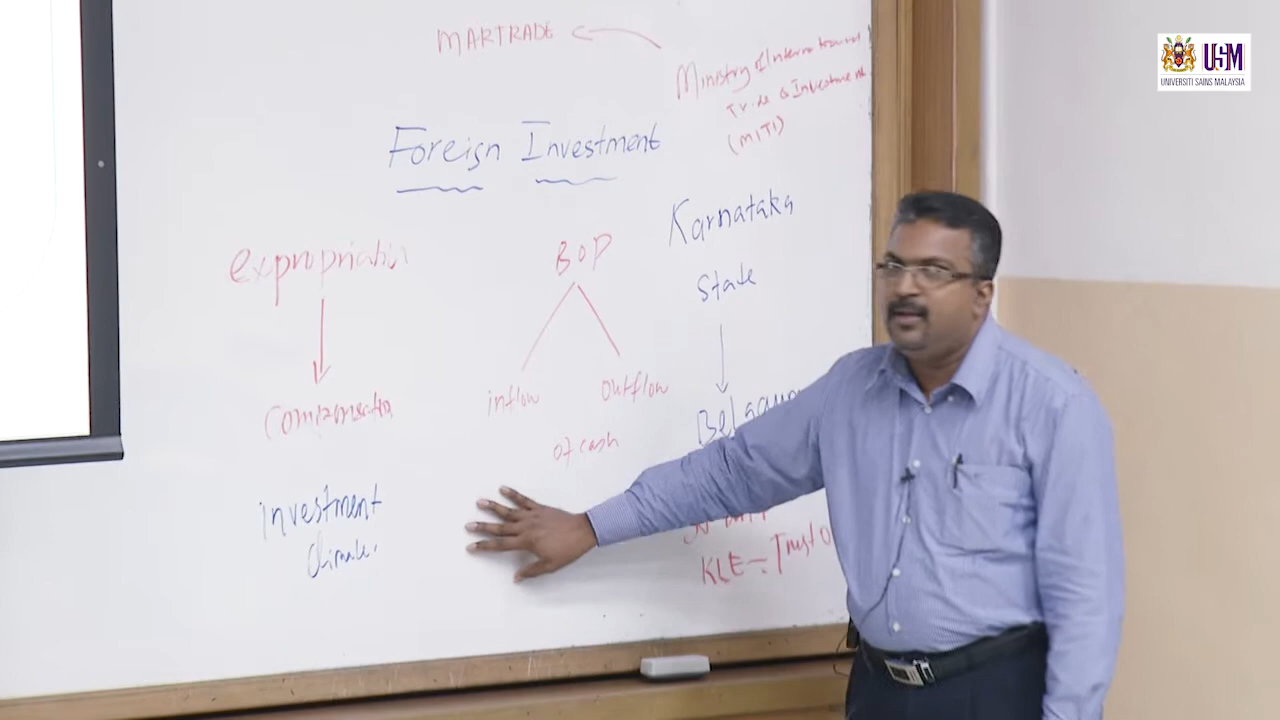 MARTRADE
Ministry of International
Trade & Investment
(MITI)
Foreign Investment
expropriation
BOP
Karnataka
State
inflow
outflow
of cash
Investment
climate
KLE - Trust
USM
UNIVERSITI SAINS MALAYSIA